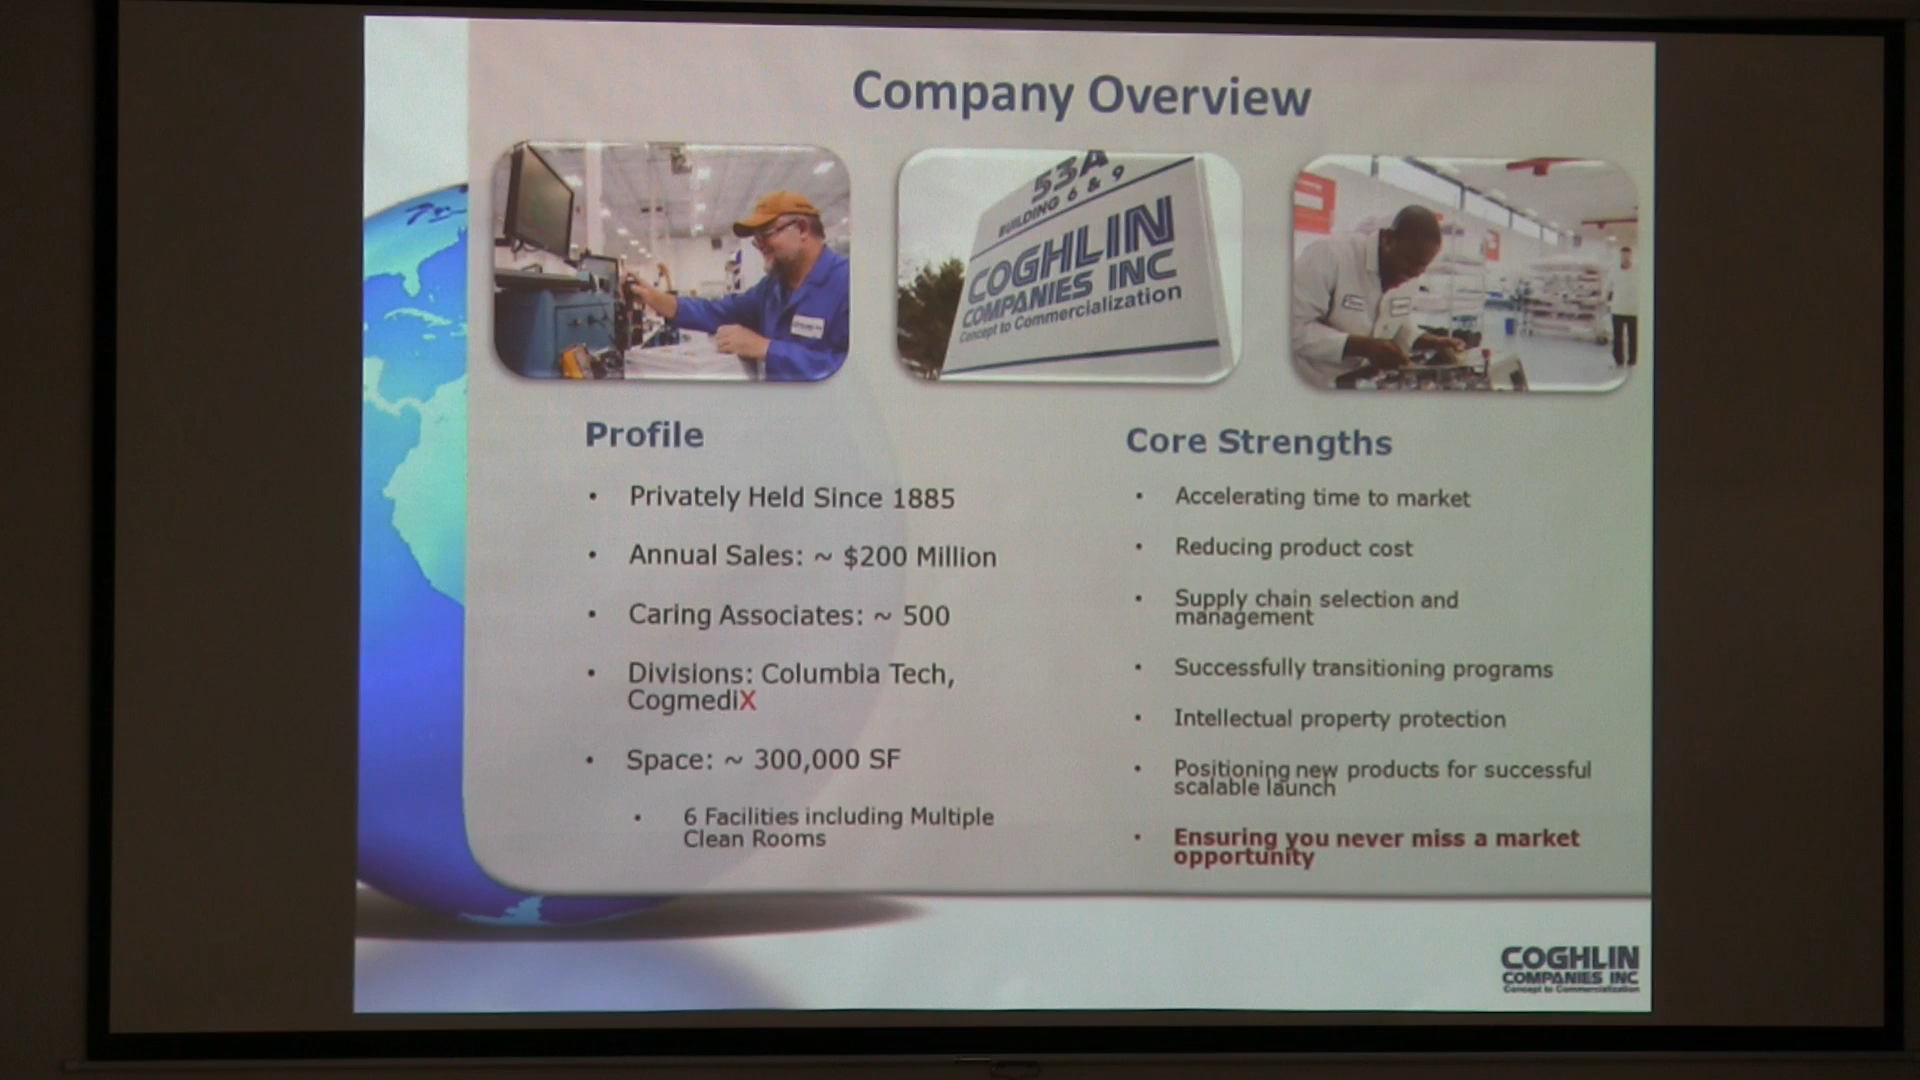 Company Overview
53A
BUILDING 6 & 9
COGHLIN
COMPANIES INC
Concept to Commercialization
Profile
• Privately Held Since 1885
• Annual Sales: ~ $200 Million
• Caring Associates: ~ 500
• Divisions: Columbia Tech,
CogmediX
• Space: ~ 300,000 SF
• 6 Facilities including Multiple
Clean Rooms
Core Strengths
• Accelerating time to market
• Reducing product cost
• Supply chain selection and
management
• Successfully transitioning programs
• Intellectual property protection
• Positioning new products for successful
scalable launch
• Ensuring you never miss a market
opportunity
COGHLIN
COMPANIES INC
Concept to Commercialization